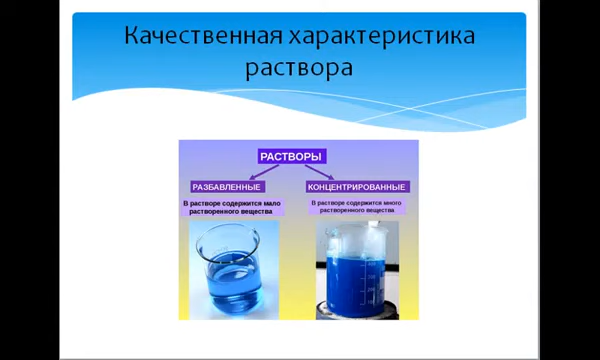 Качественная характеристика
раствора
РАСТВОРЫ
РАЗБАВЛЕННЫЕ
КОНЦЕНТРИРОВАННЫЕ
В растворе содержится мало
растворенного вещества
В растворе содержится много
растворенного вещества